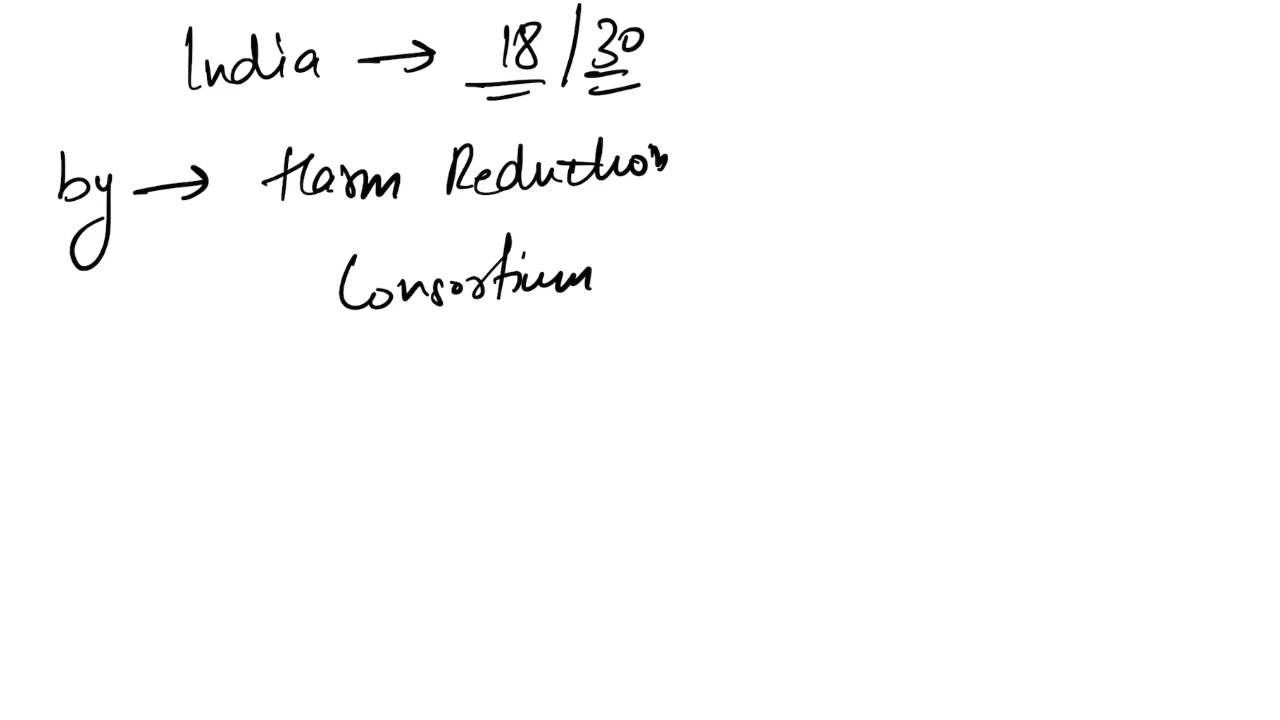 India → 18/30
by → Harm Reduction
Consortium